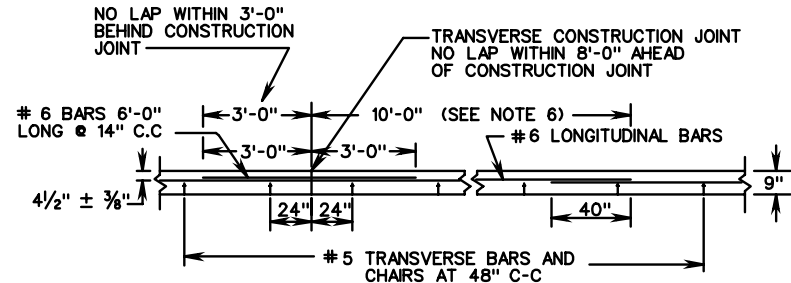 NO LAP WITHIN 3'-0"
BEHIND CONSTRUCTION
JOINT
TRANSVERSE CONSTRUCTION JOINT
NO LAP WITHIN 8'-0" AHEAD
OF CONSTRUCTION JOINT
# 6 BARS 6'-0"
LONG @ 14" C.C
3'-0"
10'-0" (SEE NOTE 6)
#6 LONGITUDINAL BARS
3'-0"
3'-0"
4½" ± ⅜"
9"
24"
24"
40"
#5 TRANSVERSE BARS AND
CHAIRS AT 48" C-C